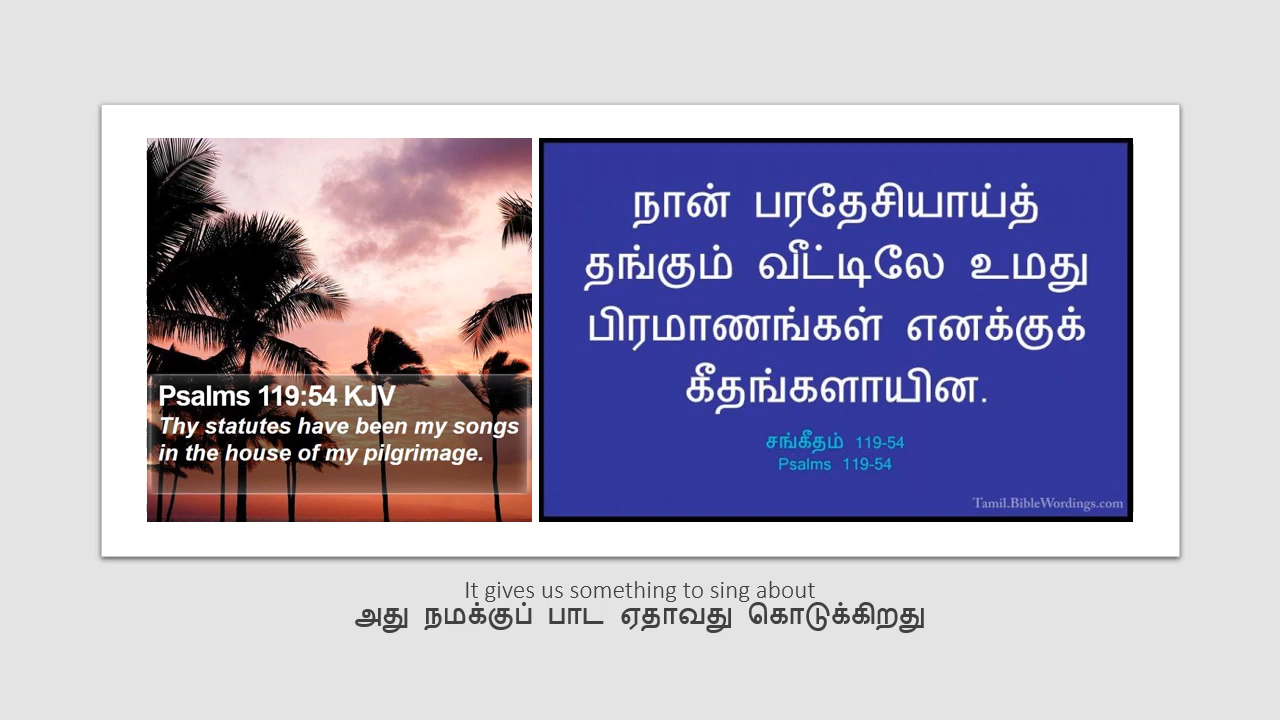 Psalms 119:54 KJV
Thy statutes have been my songs
in the house of my pilgrimage.
நான் பரதேசியாய்த்
தங்கும் வீட்டிலே உமது
பிரமாணங்கள் எனக்குக்
கீதங்களாயின.
சங்கீதம் 119-54
Psalms 119-54
Tamil.BibleWordings.com
It gives us something to sing about
அது நமக்குப் பாட ஏதாவது கொடுக்கிறது